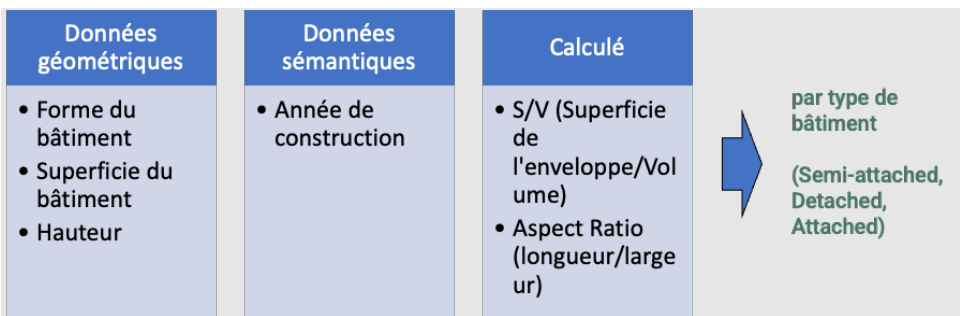 Données
géométriques
• Forme du
bâtiment
• Superficie du
bâtiment
• Hauteur
Données
sémantiques
• Année de
construction
Calculé
• S/V (Superficie
de
l'enveloppe/Vol
ume)
• Aspect Ratio
(longueur/large
ur)
par type de
bâtiment
(Semi-attached,
Detached,
Attached)